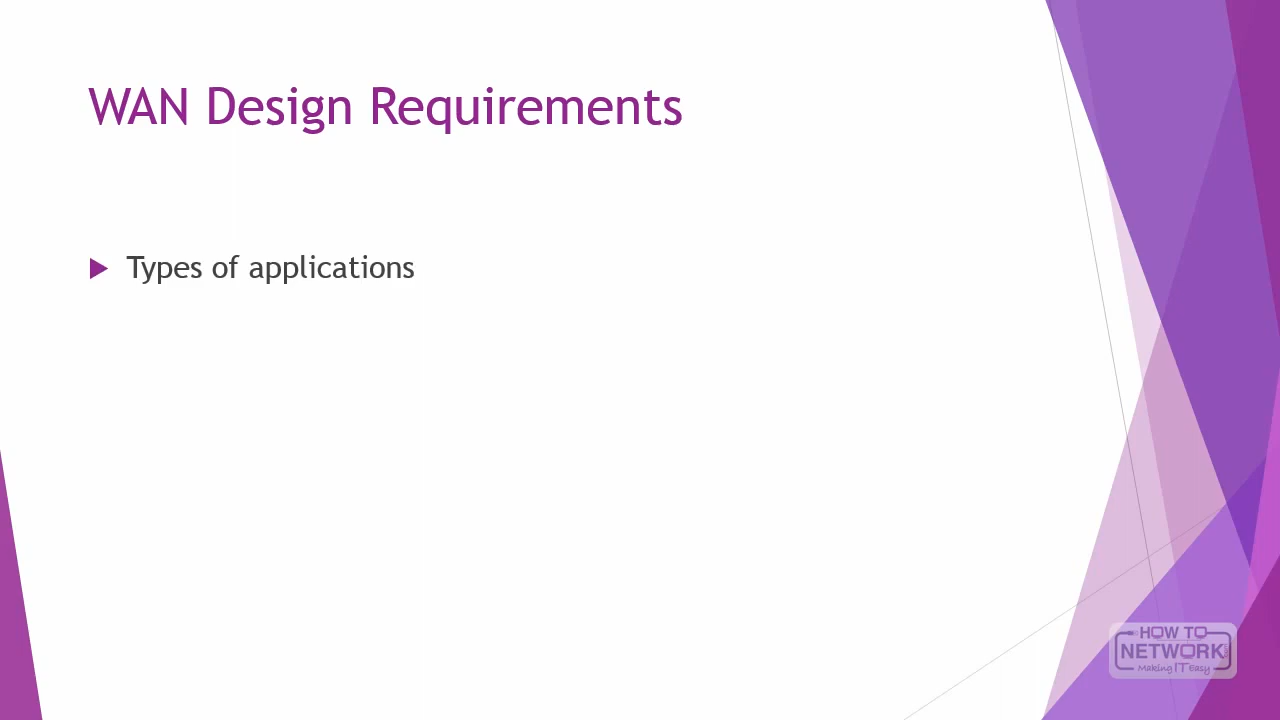 WAN Design Requirements
Types of applications
HOW TO
NETWORK
Making IT Easy